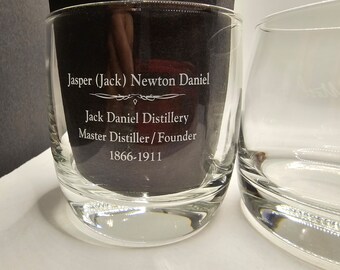 Jasper (Jack) Newton Daniel
Jack Daniel Distillery
Master Distiller / Founder
1866-1911